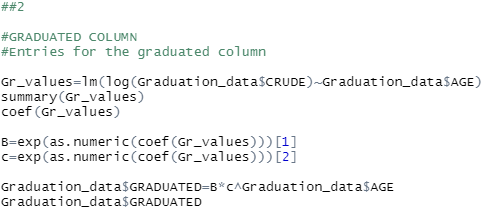 ##2
#GRADUATED COLUMN
#Entries for the graduated column
Gr_values=lm(log(Graduation_data$CRUDE)~Graduation_data$AGE)
summary(Gr_values)
coef(Gr_values)
B=exp(as.numeric(coef(Gr_values)))[1]
c=exp(as.numeric(coef(Gr_values)))[2]
Graduation_data$GRADUATED=B*c^Graduation_data$AGE
Graduation_data$GRADUATED